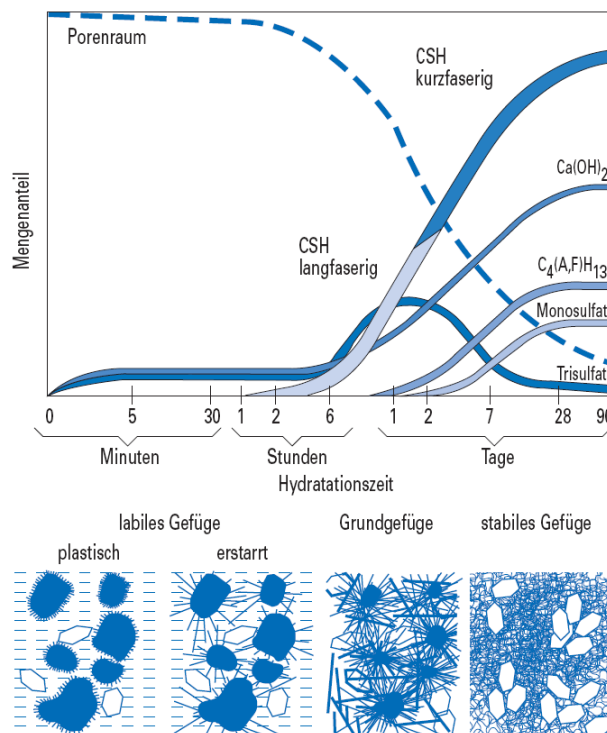 Porenraum
CSH
kurzfaserig
Ca(OH)2
CSH
langfaserig
C4(A,F)H13
Monosulfat
Trisulfat
Mengenanteil
0 5 30 1 2 6 1 2 7 28 90
Minuten Stunden Tage
Hydratationszeit
labiles Gefüge Grundgefüge stabiles Gefüge
plastisch erstarrt